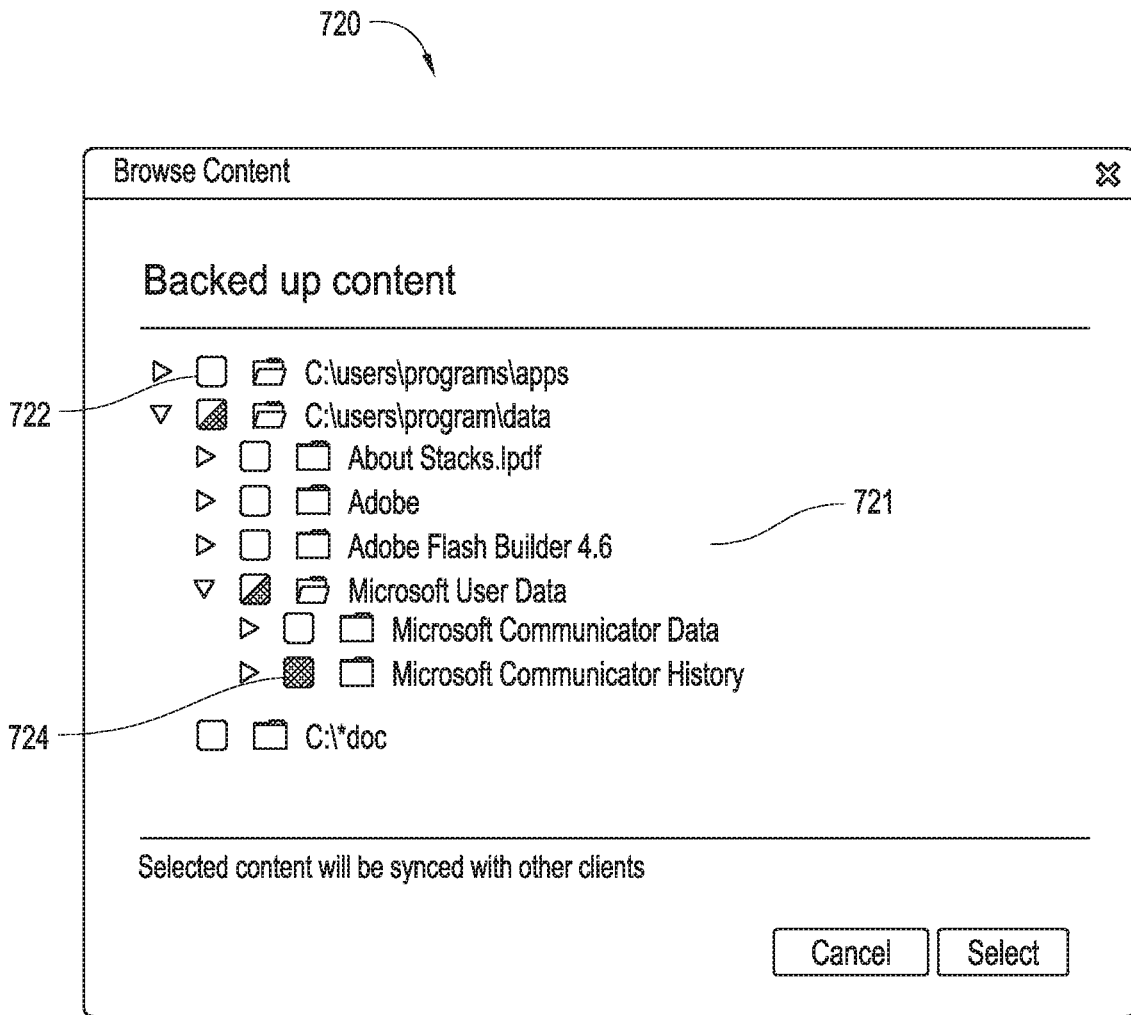 720
Browse Content
Backed up content
C:\users\programs\apps
722
C:\users\program\data
About Stacks.lpdf
Adobe
721
Adobe Flash Builder 4.6
Microsoft User Data
Microsoft Communicator Data
Microsoft Communicator History
724
C:\*doc
Selected content will be synced with other clients
Cancel Select